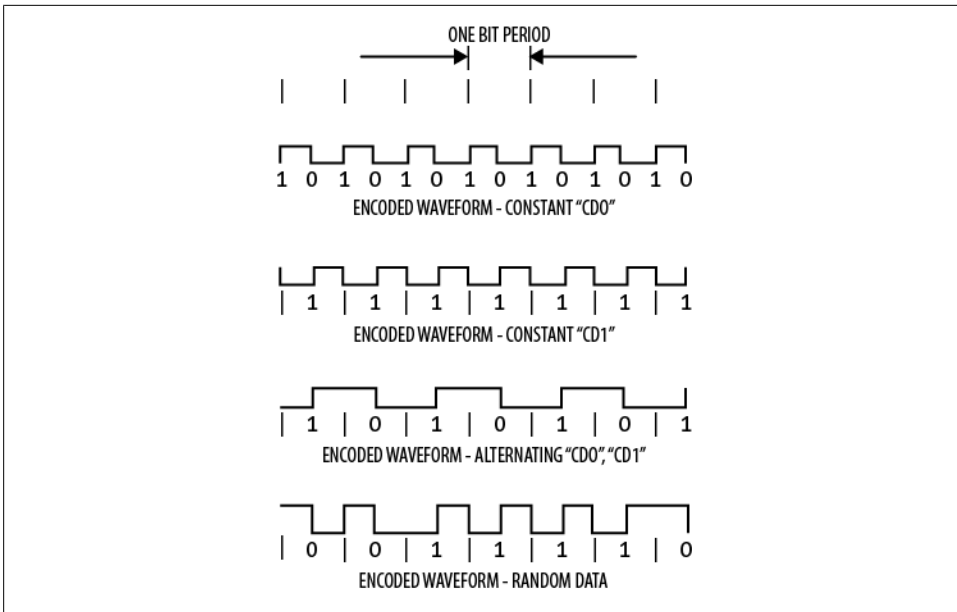 ONE BIT PERIOD
1 0 1 0 1 0 1 0 1 0 1 0 1 0
ENCODED WAVEFORM - CONSTANT “CD0”
| 1 | 1 | 1 | 1 | 1 | 1 | 1
ENCODED WAVEFORM - CONSTANT “CD1”
| 1 | 0 | 1 | 0 | 1 | 0 | 1
ENCODED WAVEFORM - ALTERNATING “CD0”, “CD1”
| 0 | 0 | 1 | 1 | 1 | 1 | 0
ENCODED WAVEFORM - RANDOM DATA